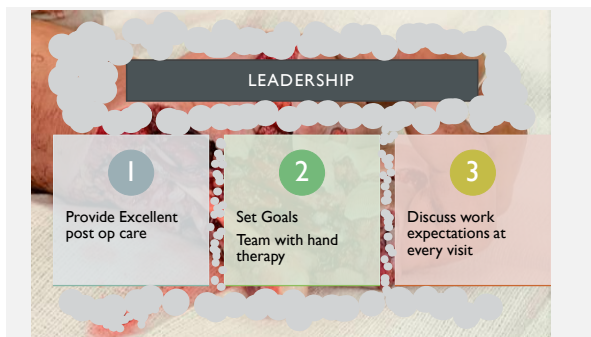 LEADERSHIP
1
Provide Excellent
post op care
2
Set Goals
Team with hand
therapy
3
Discuss work
expectations at
every visit